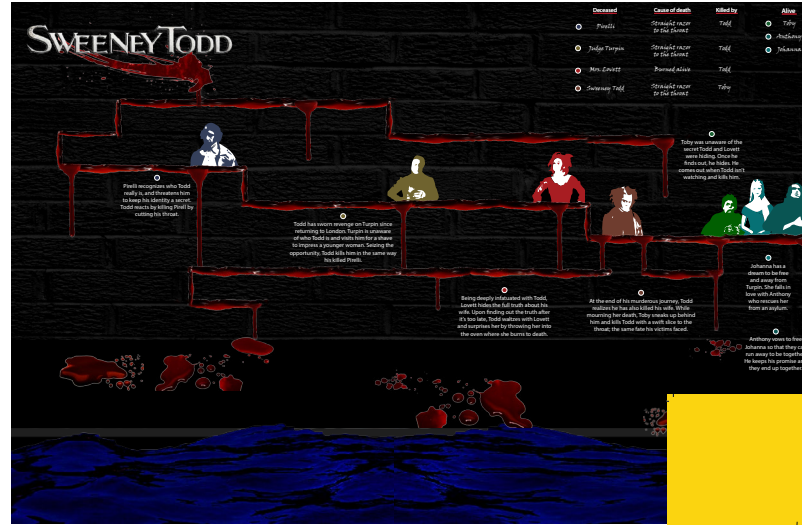 SWEENEY TODD
Deceased Cause of death Killed by Alive
Pirelli Straight razor to the throat Todd Toby
Judge Turpin Straight razor to the throat Todd Anthony
Mrs. Lovett Burned alive Todd Johanna
Sweeney Todd Straight razor to the throat Toby
Toby was unaware of the
secret Todd and Lovett
were hiding. Once he
finds out, he hides. He
comes out when Todd isn't
watching and kills him.
Pirelli recognizes who Todd
really is, and threatens him
to keep his identity a secret.
Todd reacts by killing Pirell by
cutting his throat.
Todd has sworn revenge on Turpin since
returning to London. Turpin is unaware
of who Todd is and visits him for a shave
to impress a younger woman. Seizing the
opportunity, Todd kills him in the same way
his killed Pirelli.
Being deeply infatuated with Todd,
Lovett hides the full truth about his
wife. Upon finding out the truth after
it's too late, Todd waltzes with Lovett
and surprises her by throwing her into
the oven where she burns to death.
At the end of his murderous journey, Todd
realizes he has also killed his wife. While
mourning her death, Toby sneaks up behind
him and kills Todd with a swift slice to the
throat; the same fate his victims faced.
Johanna has a
dream to be free
and away from
Turpin. She falls in
love with Anthony
who rescues her
from an asylum.
Anthony vows to free
Johanna so that they ca
run away to be togethe
He keeps his promise a
they end up together